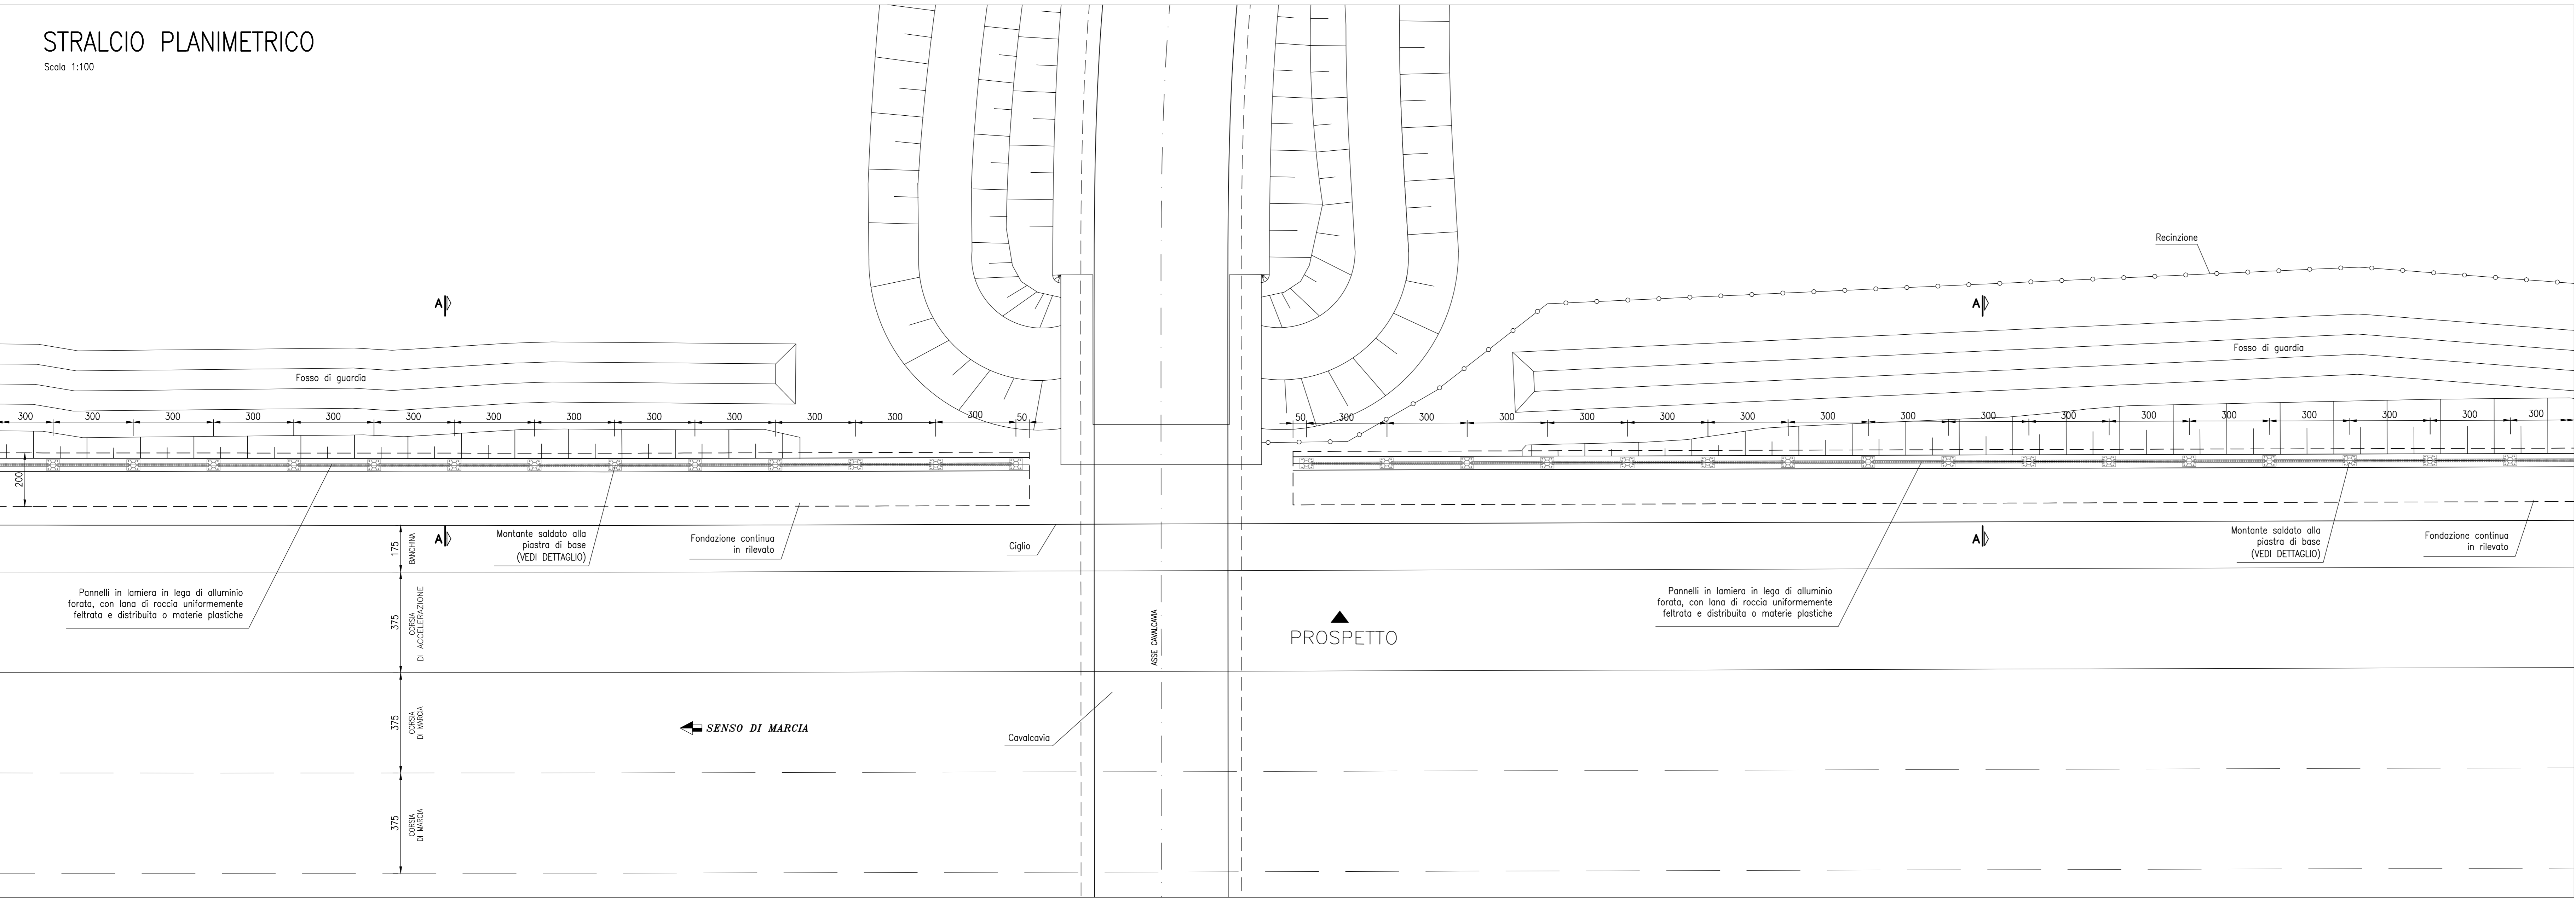 STRALCIO PLANIMETRICO
Scala 1:100
Recinzione
A
A
Fosso di guardia
Fosso di guardia
300 300 300 300 300 300 300 300 300 300 300 300 300 50
50 300 300 300 300 300 300 300 300 300 300 300 300 300 300 300 300
200
A
A
175
BANCHINA
Montante saldato alla
piastra di base
(VEDI DETTAGLIO)
Fondazione continua
in rilevato
Ciglio
Montante saldato alla
piastra di base
(VEDI DETTAGLIO)
Fondazione continua
in rilevato
Pannelli in lamiera in lega di alluminio
forata, con lana di roccia uniformemente
feltrata e distribuita o materie plastiche
375
CORSIA
DI ACCELERAZIONE
ASSE CAVALCAVIA
PROSPETTO
Pannelli in lamiera in lega di alluminio
forata, con lana di roccia uniformemente
feltrata e distribuita o materie plastiche
375
CORSIA
DI MARCIA
SENSO DI MARCIA
Cavalcavia
375
CORSIA
DI MARCIA